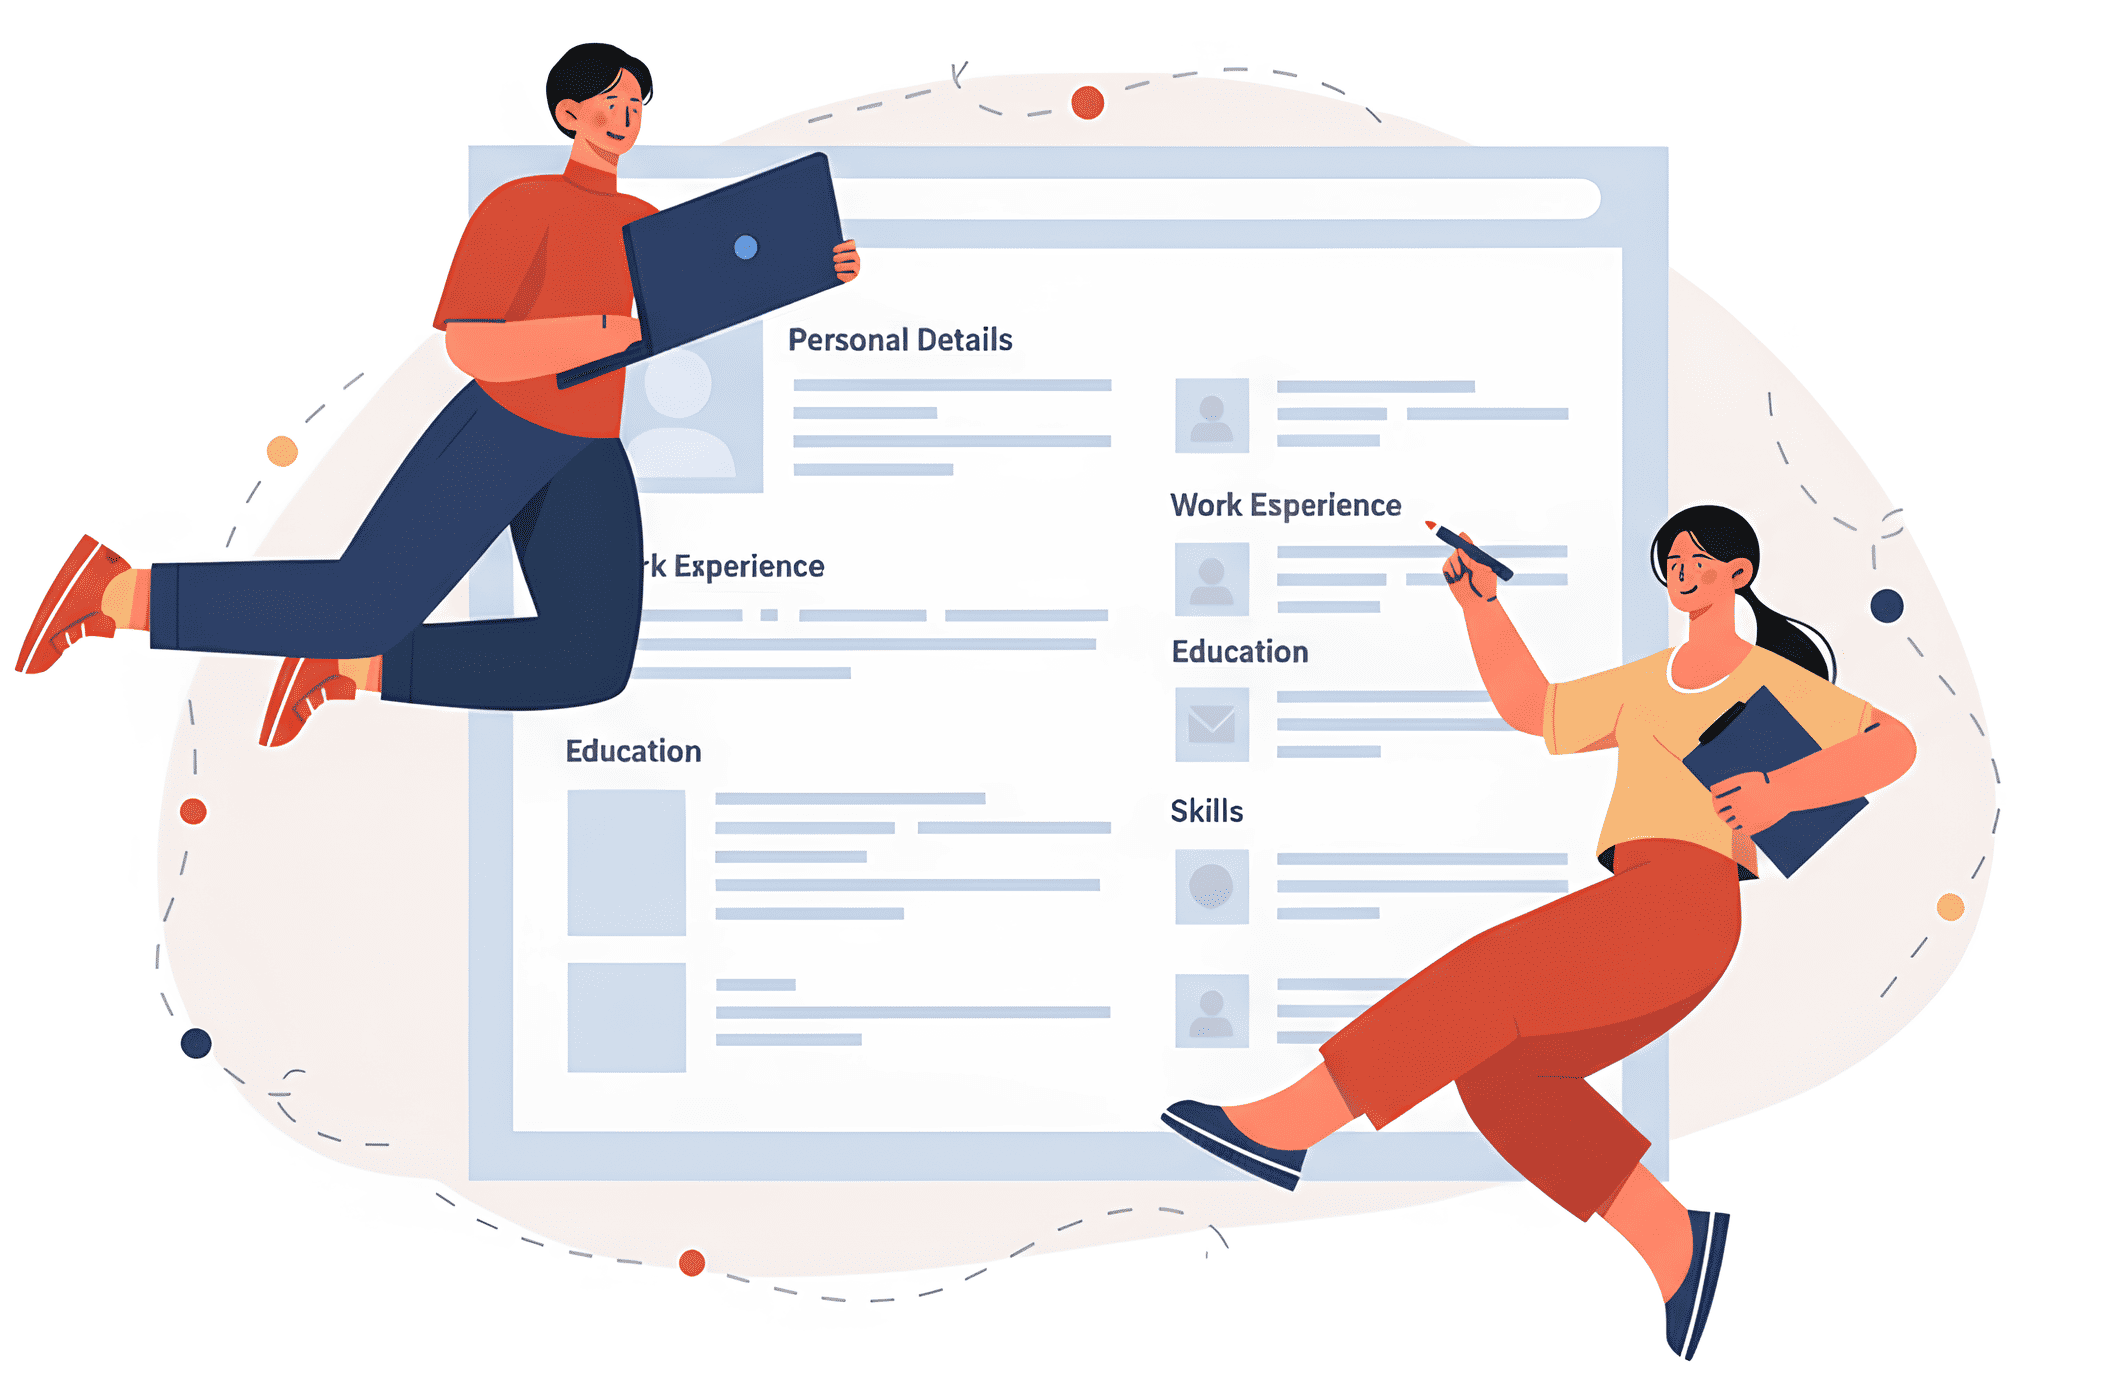 Personal Details
rk Experience
Education
Work Esperience
Education
Skills